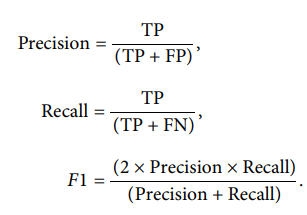 Precision = TP / (TP + FP),
Recall = TP / (TP + FN),
F1 = (2 × Precision × Recall) / (Precision + Recall).